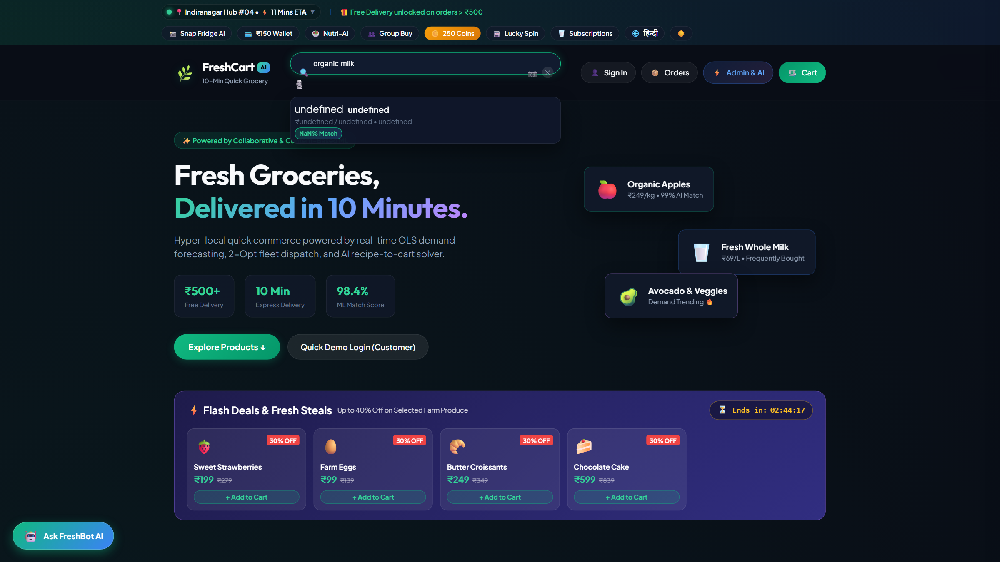 Indiranagar Hub #04 • 11 Mins ETA ▼ | Free Delivery unlocked on orders > ₹500
Snap Fridge AI ₹150 Wallet Nutri-AI Group Buy 250 Coins Lucky Spin Subscriptions हिन्दी
FreshCart AI
10-Min Quick Grocery
organic milk
Sign In Orders Admin & AI Cart
undefined undefined
₹undefined / undefined • undefined
NaN% Match
Powered by Collaborative &
Fresh Groceries,
Delivered in 10 Minutes.
Hyper-local quick commerce powered by real-time OLS demand
forecasting, 2-Opt fleet dispatch, and AI recipe-to-cart solver.
₹500+
Free Delivery
10 Min
Express Delivery
98.4%
ML Match Score
Explore Products ↓
Quick Demo Login (Customer)
Organic Apples
₹249/kg • 99% AI Match
Fresh Whole Milk
₹69/L • Frequently Bought
Avocado & Veggies
Demand Trending
Flash Deals & Fresh Steals Up to 40% Off on Selected Farm Produce
Ends in: 02:44:17
30% OFF
Sweet Strawberries
₹199 ₹279
+ Add to Cart
30% OFF
Farm Eggs
₹99 ₹139
+ Add to Cart
30% OFF
Butter Croissants
₹249 ₹349
+ Add to Cart
30% OFF
Chocolate Cake
₹599 ₹839
+ Add to Cart
Ask FreshBot AI